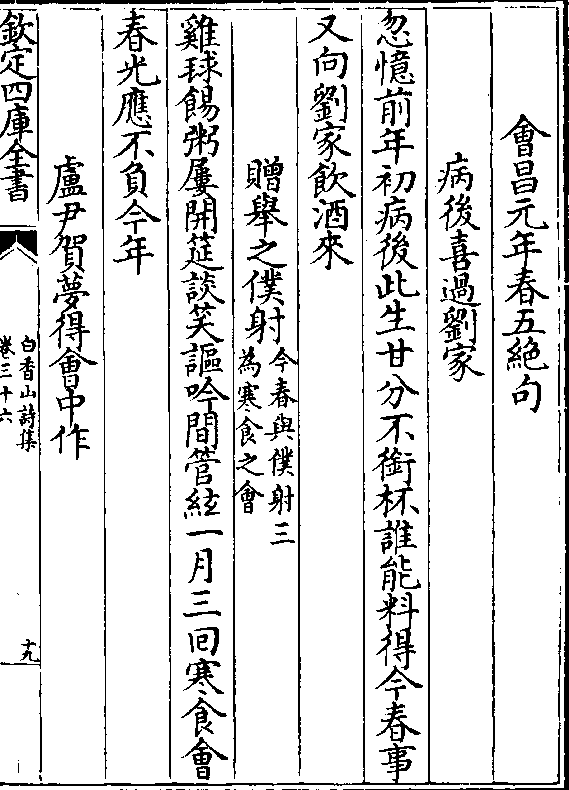 會昌元年春五絶句
病後喜過劉家
忽憶前年初病後此生甘分不銜杯誰能料得今春事
又向劉家飲酒來
贈舉之僕射今春與僕射三為寒食之會
雞球餳粥屢開筵談笑謳吟間管絃一月三回寒食會
春光應不負今年
盧尹賀夢得會中作
欽定四庫全書
白香山詩集
卷三十六
十九